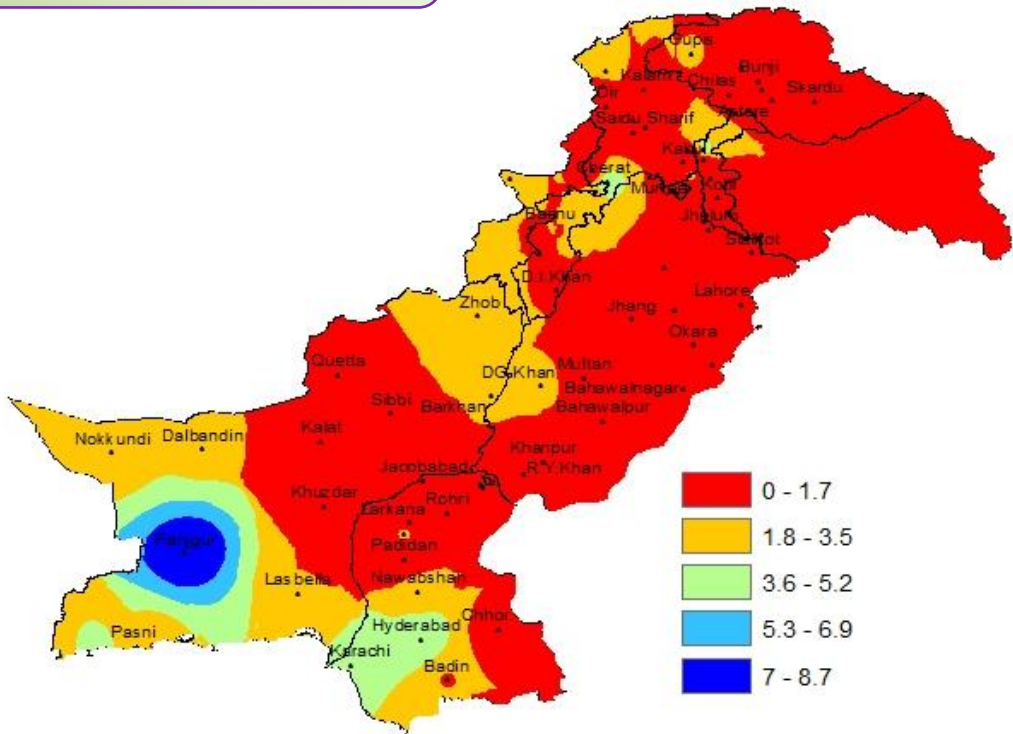 Gupis
Bunji
Kalam
Chilas
Skardu
Dir
Astore
Saidu Sharif
Cherat
Kotli
Bannu
Jhelum
Sialkot
D.I.Khan
Lahore
Zhob
Jhang
Okara
Quetta
DG-Khan
Multan
Bahawalnagar
Sibbi
Barkhan
Bahawalpur
Nokkundi
Dalbandin
Kalat
Khanpur
Jacobabad
R.Y.Khan
Khuzdar
Rohri
Larkana
Panjgur
Padidan
Lasbella
Nawabshah
Chhor
Pasni
Hyderabad
Karachi
Badin
0 - 1.7
1.8 - 3.5
3.6 - 5.2
5.3 - 6.9
7 - 8.7